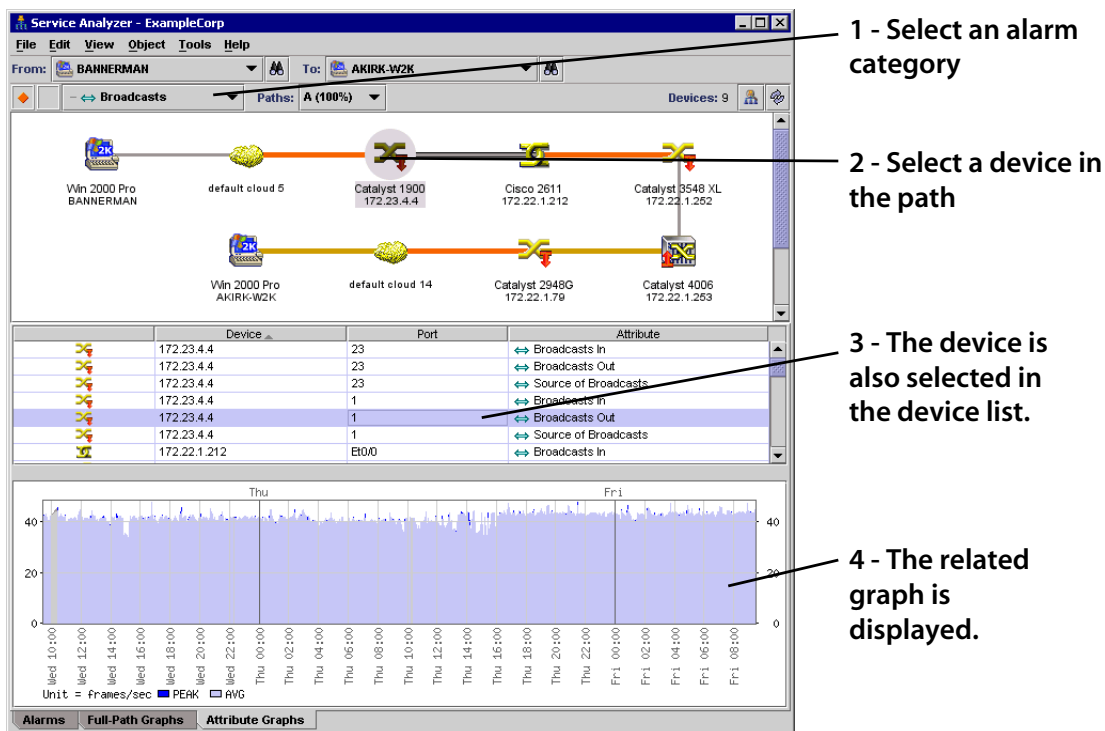 Service Analyzer - ExampleCorp
File Edit View Object Tools Help
From: BANNERMAN To: AKIRK-W2K
- ⇔ Broadcasts Paths: A (100%) Devices: 9
2K
Win 2000 Pro
BANNERMAN
default cloud 5
Catalyst 1900
172.23.4.4
Cisco 2611
172.22.1.212
Catalyst 3548 XL
172.22.1.252
2K
Win 2000 Pro
AKIRK-W2K
default cloud 14
Catalyst 2948G
172.22.1.79
Catalyst 4006
172.22.1.253
Device Port Attribute
172.23.4.4 23 ⇔ Broadcasts In
172.23.4.4 23 ⇔ Broadcasts Out
172.23.4.4 23 ⇔ Source of Broadcasts
172.23.4.4 1 ⇔ Broadcasts In
172.23.4.4 1 ⇔ Broadcasts Out
172.23.4.4 1 ⇔ Source of Broadcasts
172.22.1.212 Et0/0 ⇔ Broadcasts In
Thu Fri
40 40
20 20
0 0
Wed 10:00
Wed 12:00
Wed 14:00
Wed 16:00
Wed 18:00
Wed 20:00
Wed 22:00
Thu 00:00
Thu 02:00
Thu 04:00
Thu 06:00
Thu 08:00
Thu 10:00
Thu 12:00
Thu 14:00
Thu 16:00
Thu 18:00
Thu 20:00
Thu 22:00
Fri 00:00
Fri 02:00
Fri 04:00
Fri 06:00
Fri 08:00
Unit = frames/sec PEAK AVG
Alarms Full-Path Graphs Attribute Graphs
1 - Select an alarm
category
2 - Select a device in
the path
3 - The device is
also selected in
the device list.
4 - The related
graph is
displayed.